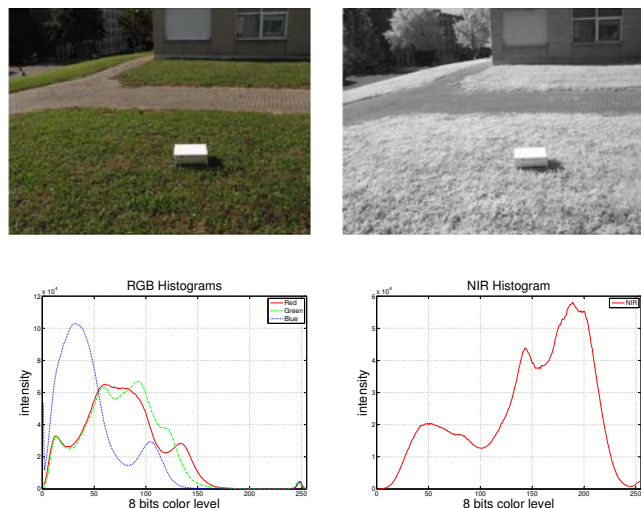 RGB Histograms
x 10⁴
12
10
8
6
4
2
0
intensity
Red
Green
Blue
0 50 100 150 200 250
8 bits color level
NIR Histogram
x 10⁴
6
5
4
3
2
1
0
intensity
NIR
0 50 100 150 200 250
8 bits color level